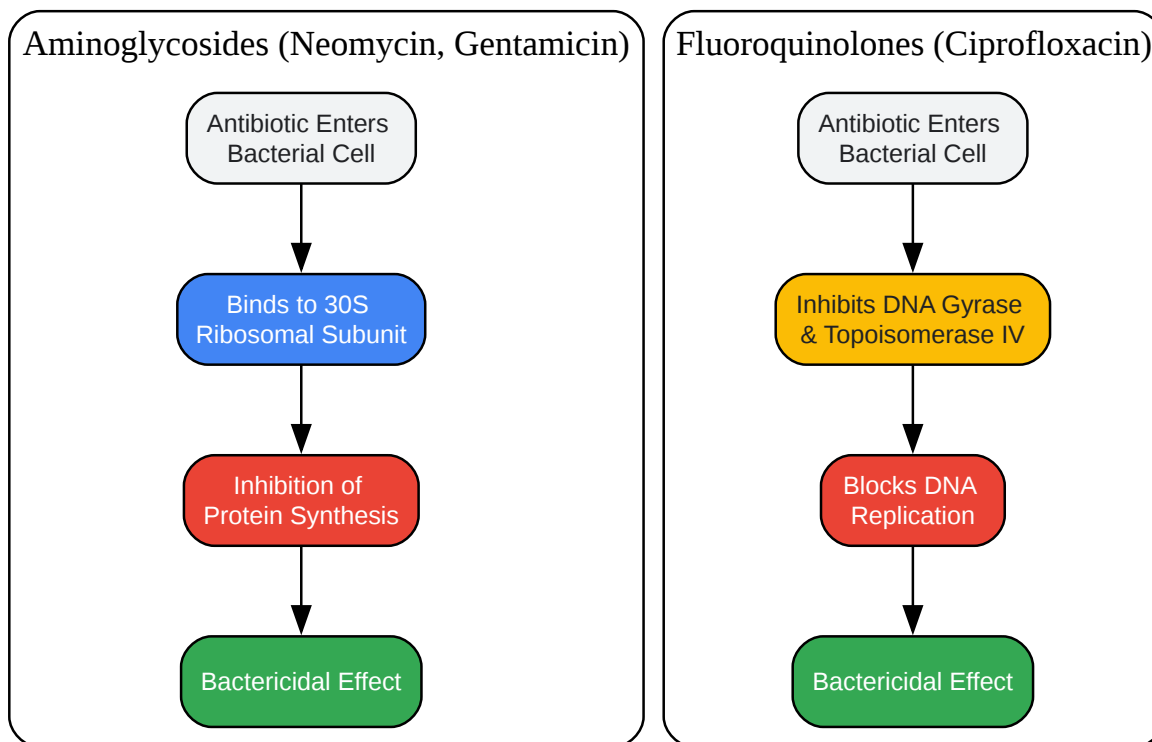 Aminoglycosides (Neomycin, Gentamicin)
Antibiotic Enters
Bacterial Cell
Binds to 30S
Ribosomal Subunit
Inhibition of
Protein Synthesis
Bactericidal Effect
Fluoroquinolones (Ciprofloxacin)
Antibiotic Enters
Bacterial Cell
Inhibits DNA Gyrase
& Topoisomerase IV
Blocks DNA
Replication
Bactericidal Effect